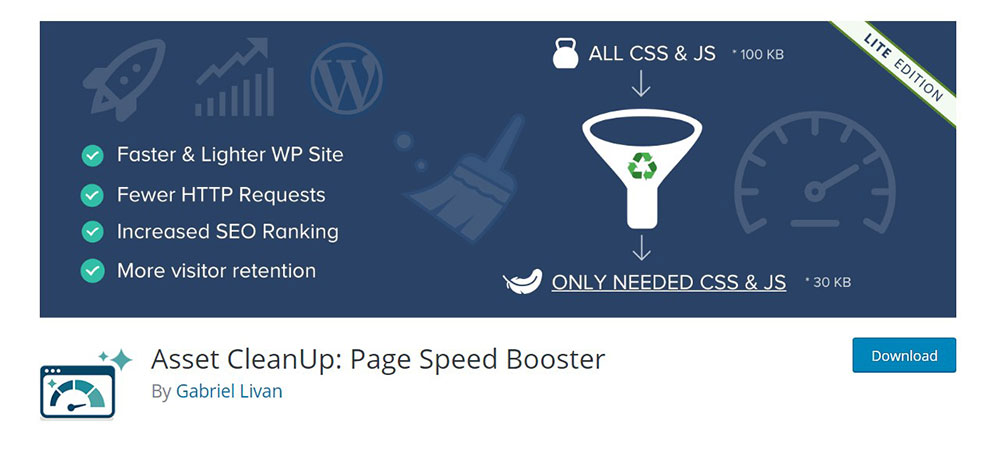 ALL CSS & JS * 100 KB
LITE EDITION
Faster & Lighter WP Site
Fewer HTTP Requests
Increased SEO Ranking
More visitor retention
ONLY NEEDED CSS & JS * 30 KB
Asset CleanUp: Page Speed Booster
By Gabriel Livan
Download